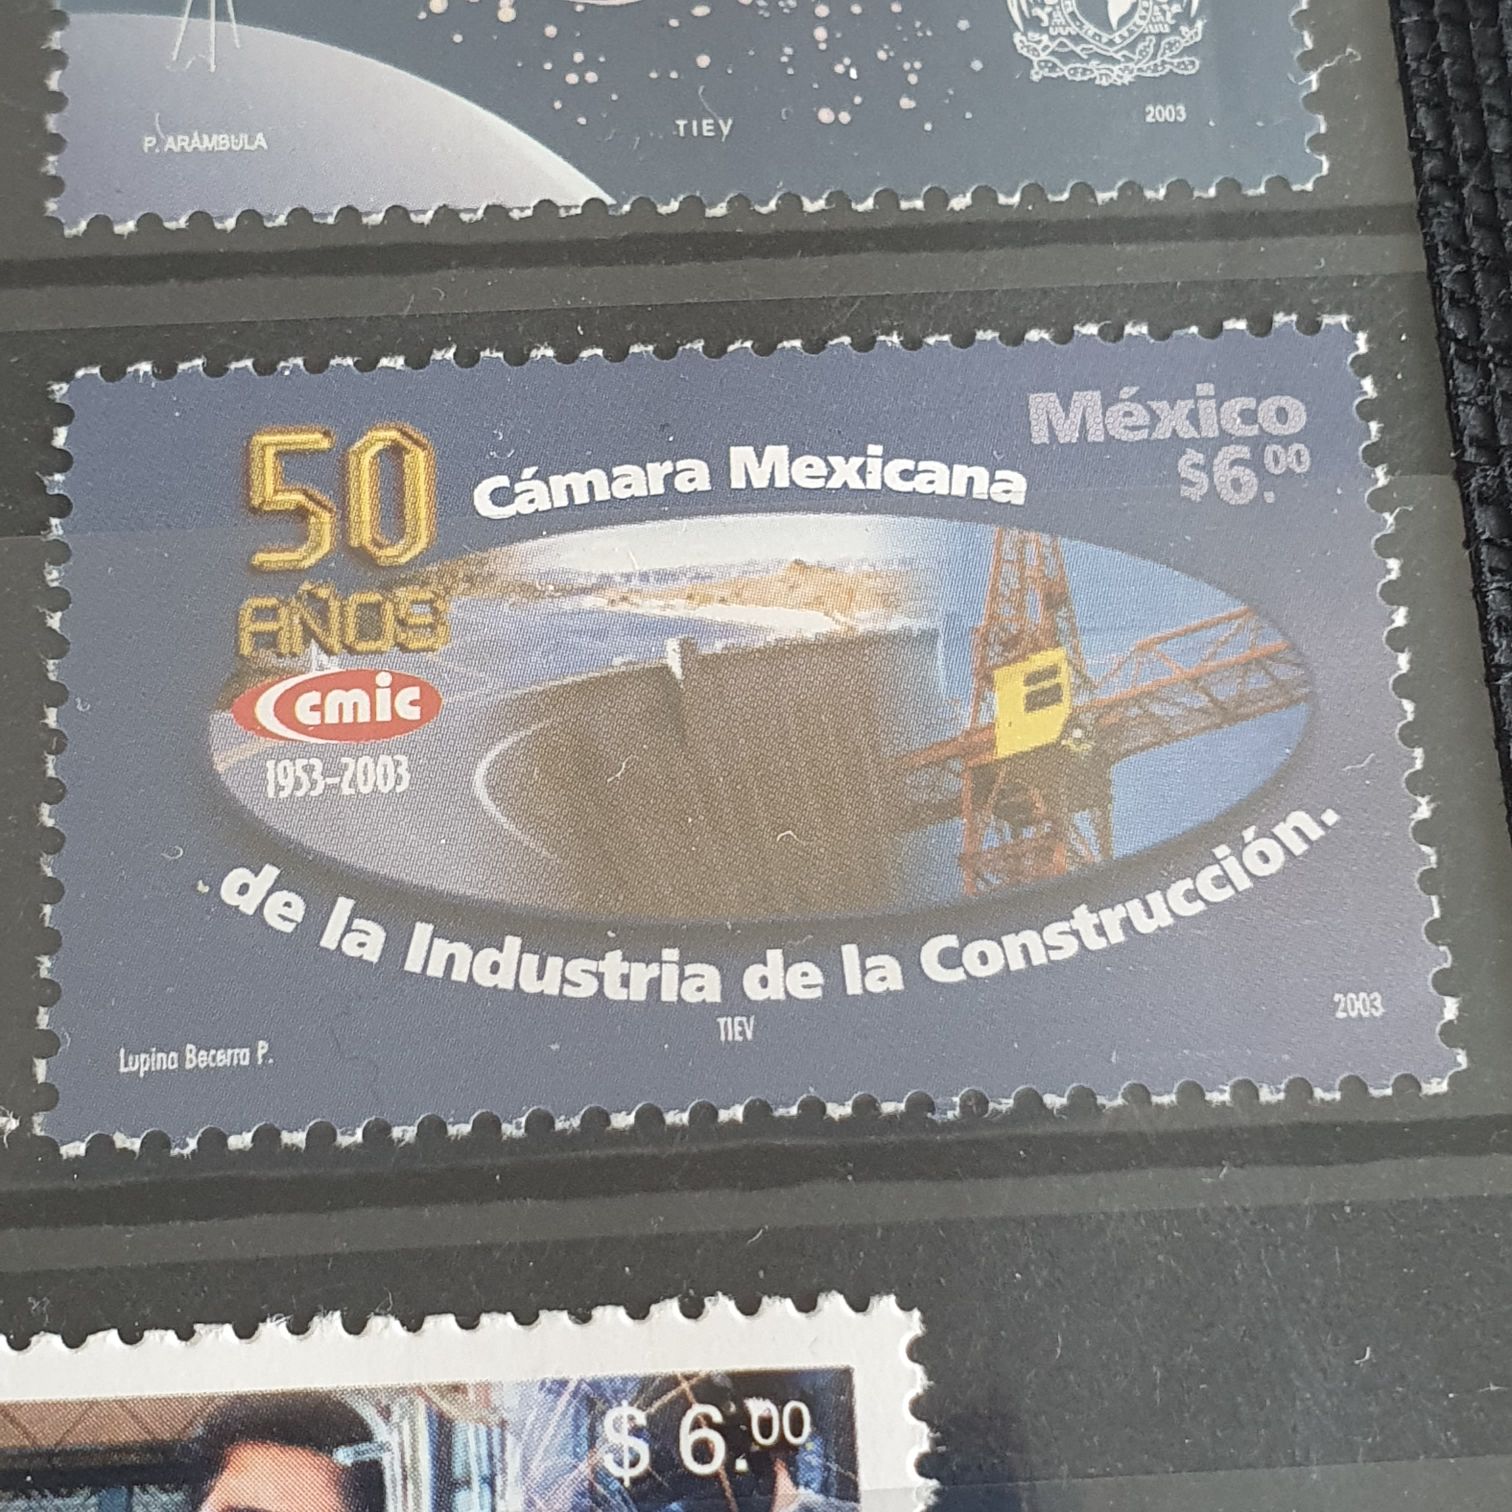 P. ARÁMBULA
TIEV
2003
50
AÑOS
cmic
1953-2003
Cámara Mexicana
México
$6.00
de la Industria de la Construcción.
TIEV
2003
Lupina Becerra P.
$6.00